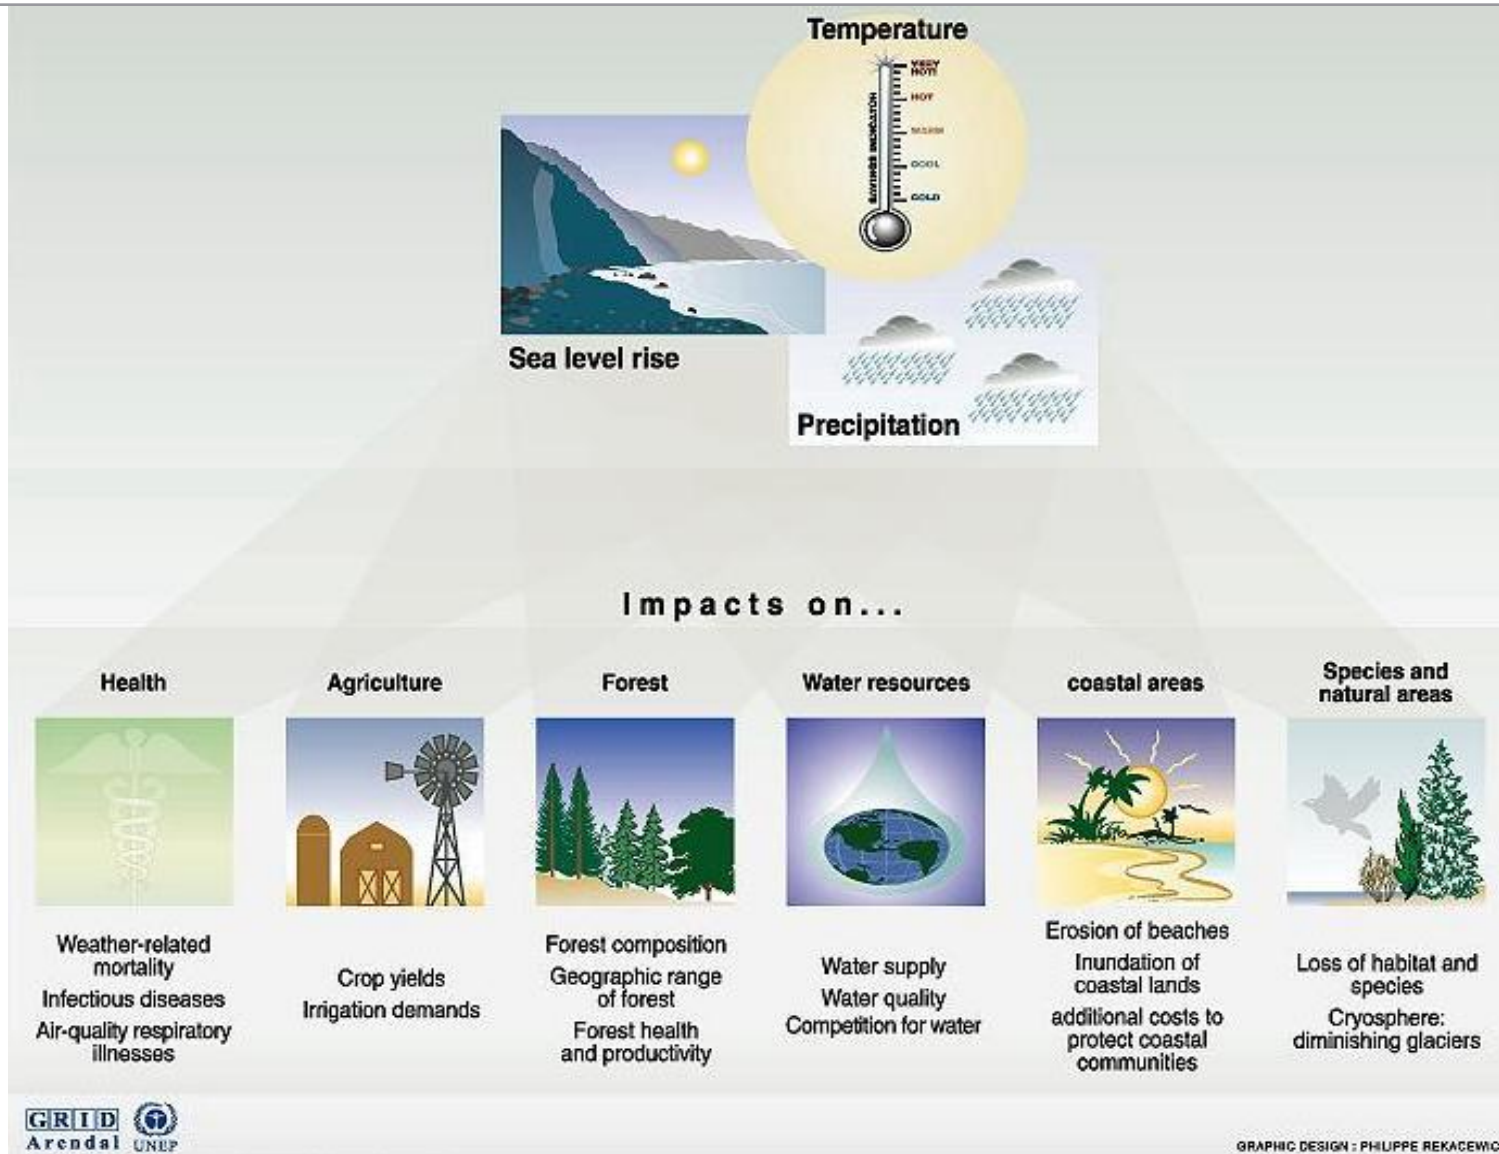 Temperature
VERY
HOT!
HOT
WARM
COOL
COLD
SAVINGS INDICATOR
Sea level rise
Precipitation
Impacts on...
Health
Weather-related
mortality
Infectious diseases
Air-quality respiratory
illnesses
Agriculture
Crop yields
Irrigation demands
Forest
Forest composition
Geographic range
of forest
Forest health
and productivity
Water resources
Water supply
Water quality
Competition for water
coastal areas
Erosion of beaches
Inundation of
coastal lands
additional costs to
protect coastal
communities
Species and
natural areas
Loss of habitat and
species
Cryosphere:
diminishing glaciers
GRID
Arendal
UNEP
GRAPHIC DESIGN : PHILIPPE REKACEWIC